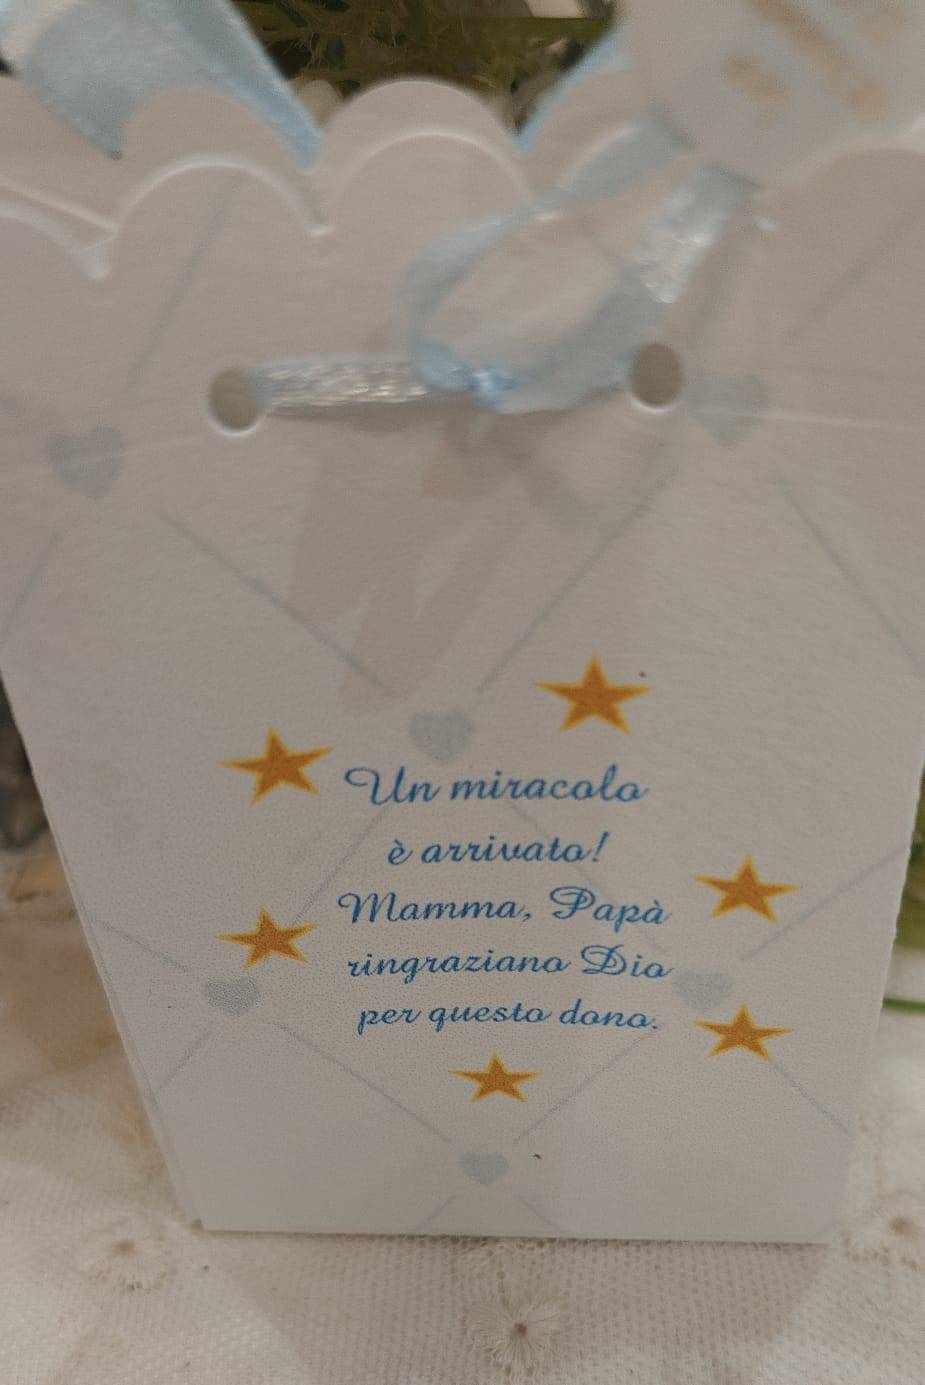 Un miracolo
è arrivato!
Mamma, Papà
ringraziano Dio
per questo dono.